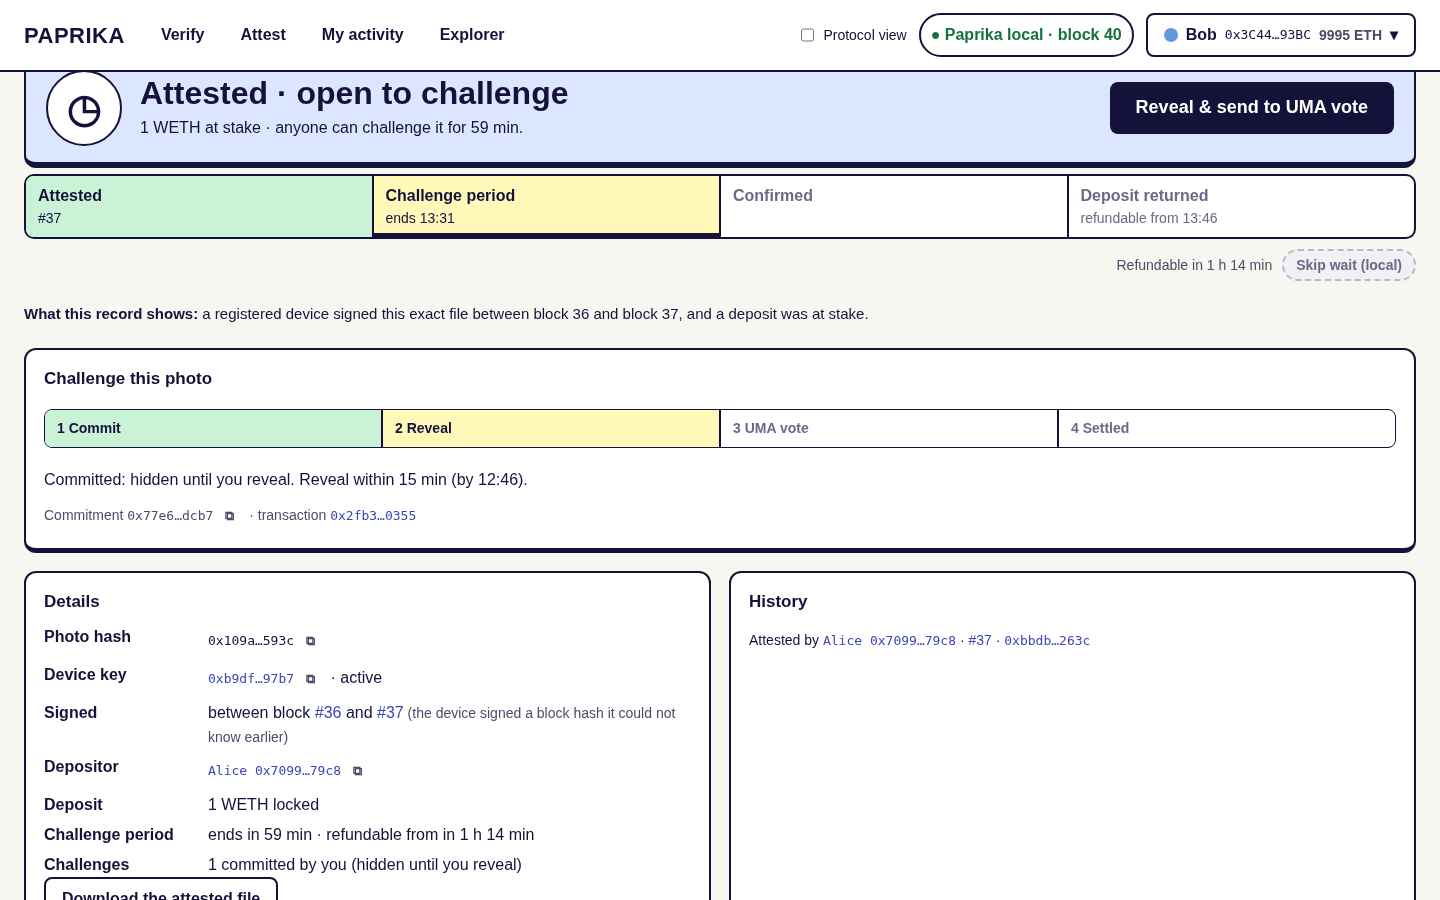 PAPRIKA Verify Attest My activity Explorer Protocol view ● Paprika local · block 40 Bob 0x3C44…93BC 9995 ETH ▼
Attested · open to challenge
1 WETH at stake · anyone can challenge it for 59 min.
Reveal & send to UMA vote
Attested
#37
Challenge period
ends 13:31
Confirmed
Deposit returned
refundable from 13:46
Refundable in 1 h 14 min Skip wait (local)
What this record shows: a registered device signed this exact file between block 36 and block 37, and a deposit was at stake.
Challenge this photo
1 Commit 2 Reveal 3 UMA vote 4 Settled
Committed: hidden until you reveal. Reveal within 15 min (by 12:46).
Commitment 0x77e6…dcb7 · transaction 0x2fb3…0355
Details
Photo hash 0x109a…593c
Device key 0xb9df…97b7 · active
Signed between block #36 and #37 (the device signed a block hash it could not
know earlier)
Depositor Alice 0x7099…79c8
Deposit 1 WETH locked
Challenge period ends in 59 min · refundable from in 1 h 14 min
Challenges 1 committed by you (hidden until you reveal)
Download the attested file
History
Attested by Alice 0x7099…79c8 · #37 · 0xbbdb…263c